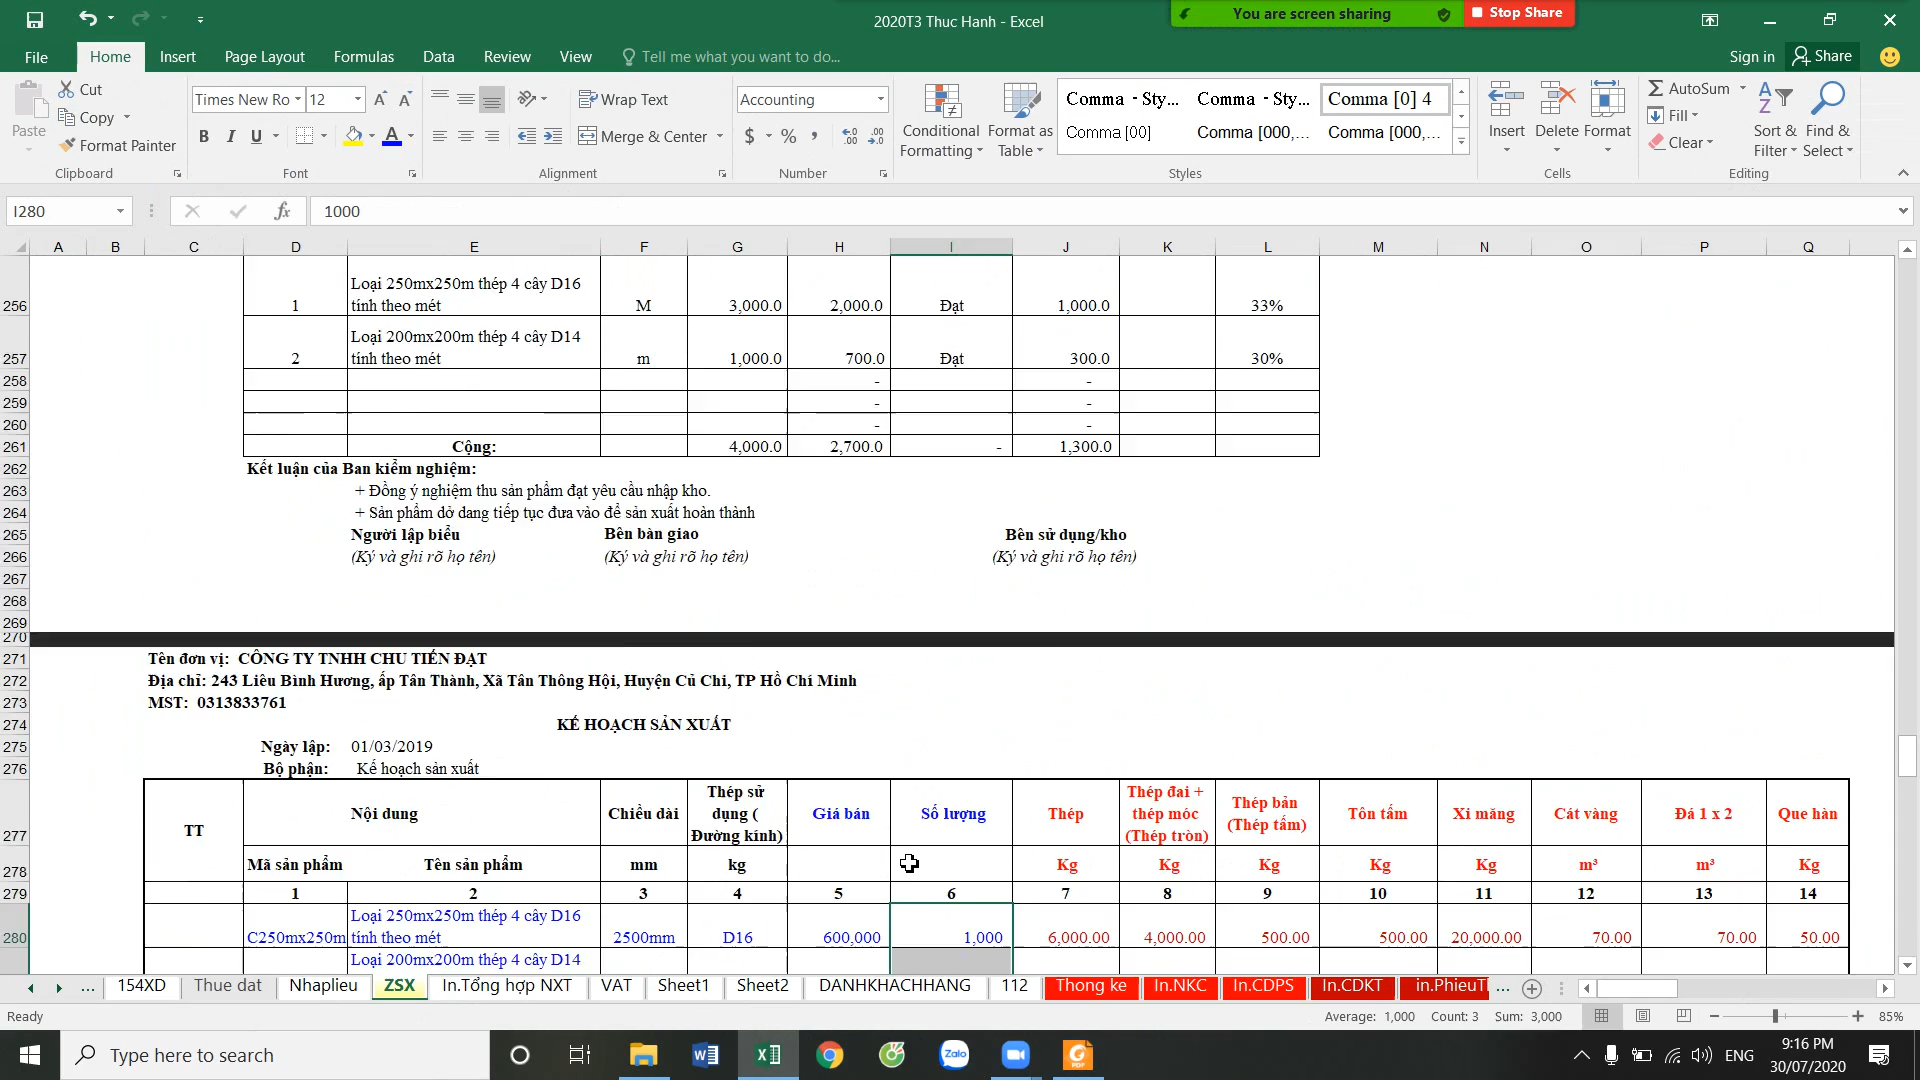 2020T3 Thuc Hanh - Excel
You are screen sharing
Stop Share
File Home Insert Page Layout Formulas Data Review View Tell me what you want to do... Sign in Share
Paste
Cut
Copy
Format Painter
Clipboard
Times New Ro 12
B I U
Font
Wrap Text
Merge & Center
Alignment
Accounting
$ % ,
Number
Conditional Formatting
Format as Table
Comma - Sty... Comma - Sty... Comma [0] 4
Comma [00] Comma [000,... Comma [000,...
Styles
Insert Delete Format
Cells
AutoSum
Fill
Clear
Sort & Filter
Find & Select
Editing
I280 fx 1000
A B C D E F G H I J K L M N O P Q
256 1 Loại 250mx250m thép 4 cây D16 tính theo mét M 3,000.0 2,000.0 Đạt 1,000.0 33%
257 2 Loại 200mx200m thép 4 cây D14 tính theo mét m 1,000.0 700.0 Đạt 300.0 30%
258 - -
259 - -
260 - -
261 Cộng: 4,000.0 2,700.0 - 1,300.0
262 Kết luận của Ban kiểm nghiệm:
263 + Đồng ý nghiệm thu sản phẩm đạt yêu cầu nhập kho.
264 + Sản phẩm dở dang tiếp tục đưa vào để sản xuất hoàn thành
265 Người lập biểu Bên bàn giao Bên sử dụng/kho
266 (Ký và ghi rõ họ tên) (Ký và ghi rõ họ tên) (Ký và ghi rõ họ tên)
267
268
269
270
271 Tên đơn vị: CÔNG TY TNHH CHU TIẾN ĐẠT
272 Địa chỉ: 243 Liêu Bình Hương, ấp Tân Thành, Xã Tân Thông Hội, Huyện Củ Chi, TP Hồ Chí Minh
273 MST: 0313833761
274 KẾ HOẠCH SẢN XUẤT
275 Ngày lập: 01/03/2019
276 Bộ phận: Kế hoạch sản xuất
277 TT Nội dung Chiều dài Thép sử dụng ( Đường kính) Giá bán Số lượng Thép Thép đai + thép móc (Thép tròn) Thép bản (Thép tấm) Tôn tấm Xi măng Cát vàng Đá 1 x 2 Que hàn
278 Mã sản phẩm Tên sản phẩm mm kg Kg Kg Kg Kg Kg m³ m³ Kg
279 1 2 3 4 5 6 7 8 9 10 11 12 13 14
280 C250mx250m Loại 250mx250m thép 4 cây D16 tính theo mét 2500mm D16 600,000 1,000 6,000.00 4,000.00 500.00 500.00 20,000.00 70.00 70.00 50.00
Loại 200mx200m thép 4 cây D14
... 154XD Thue dat Nhaplieu ZSX In.Tổng hợp NXT VAT Sheet1 Sheet2 DANHKHACHHANG 112 Thong ke In.NKC In.CDPS In.CDKT in.PhieuT ...
Ready Average: 1,000 Count: 3 Sum: 3,000 85%
Type here to search
Zalo
PDF
ENG
9:16 PM
30/07/2020